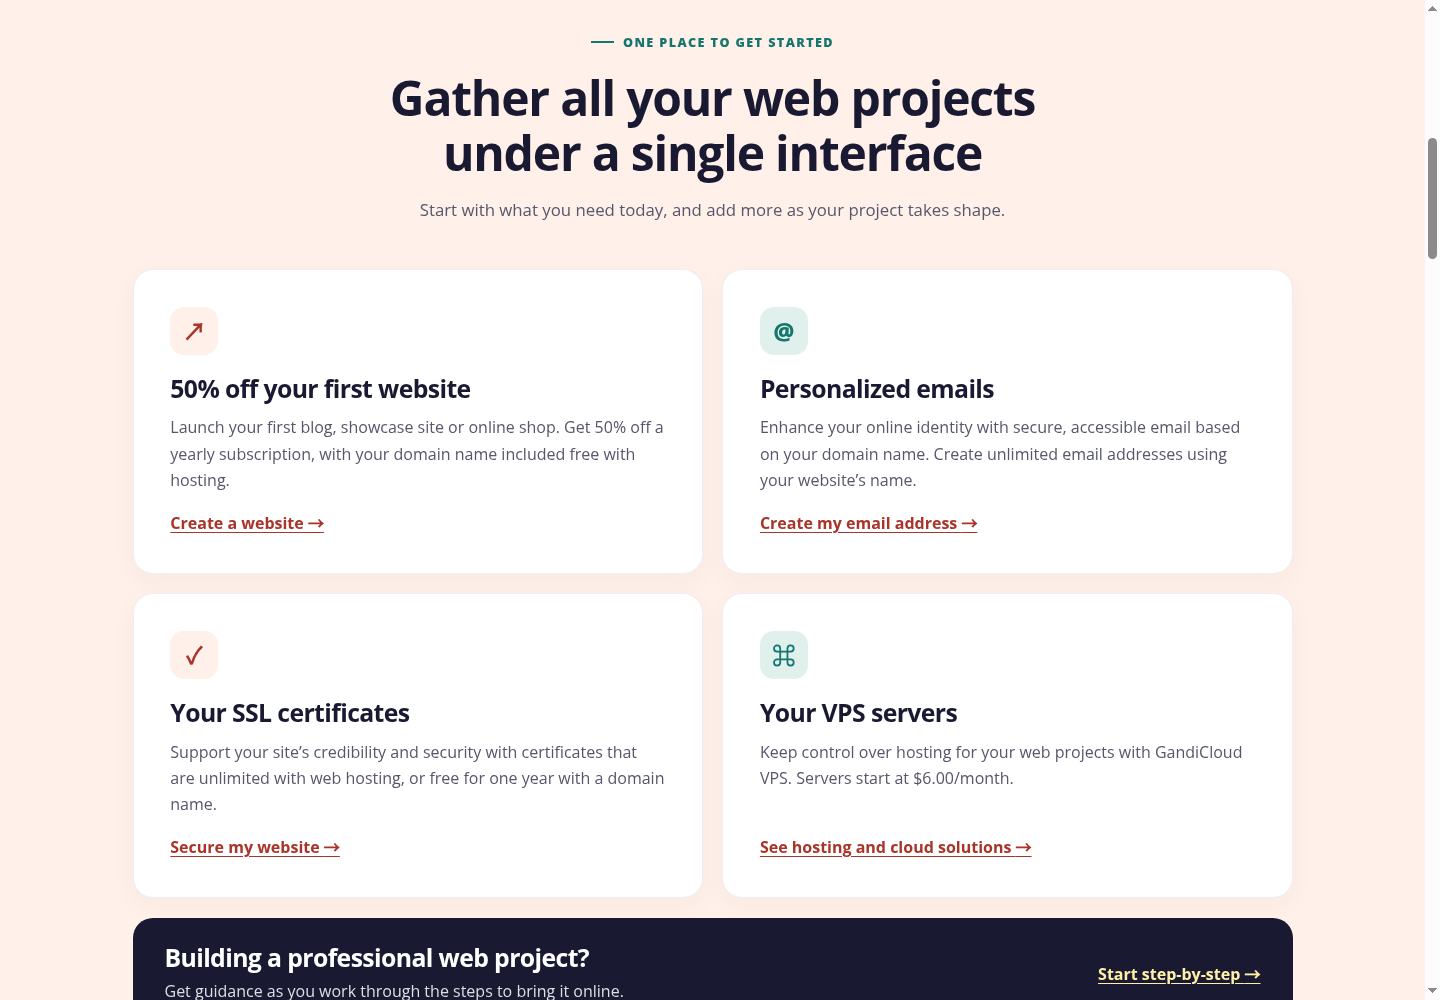 ONE PLACE TO GET STARTED
Gather all your web projects
under a single interface
Start with what you need today, and add more as your project takes shape.
↗
50% off your first website
Launch your first blog, showcase site or online shop. Get 50% off a
yearly subscription, with your domain name included free with
hosting.
Create a website →
@
Personalized emails
Enhance your online identity with secure, accessible email based
on your domain name. Create unlimited email addresses using
your website’s name.
Create my email address →
✓
Your SSL certificates
Support your site’s credibility and security with certificates that
are unlimited with web hosting, or free for one year with a domain
name.
Secure my website →
⌘
Your VPS servers
Keep control over hosting for your web projects with GandiCloud
VPS. Servers start at $6.00/month.
See hosting and cloud solutions →
Building a professional web project?
Get guidance as you work through the steps to bring it online.
Start step-by-step →